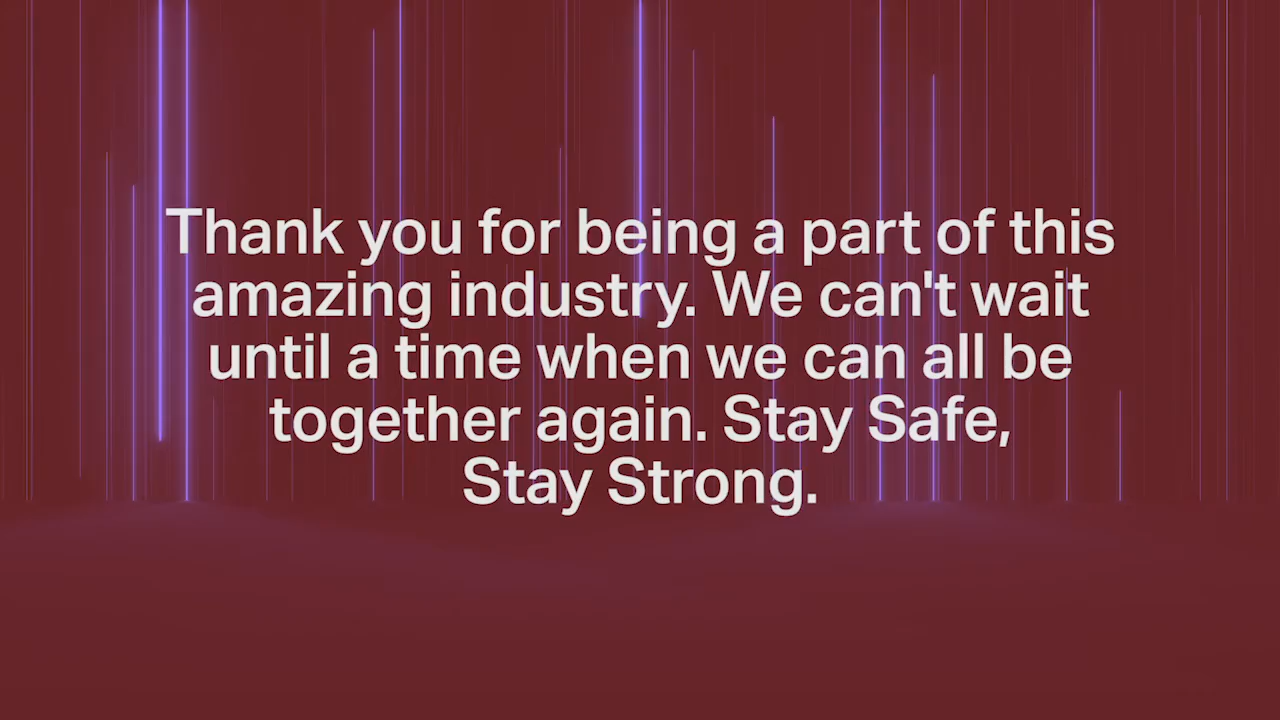 Thank you for being a part of this
amazing industry. We can't wait
until a time when we can all be
together again. Stay Safe,
Stay Strong.